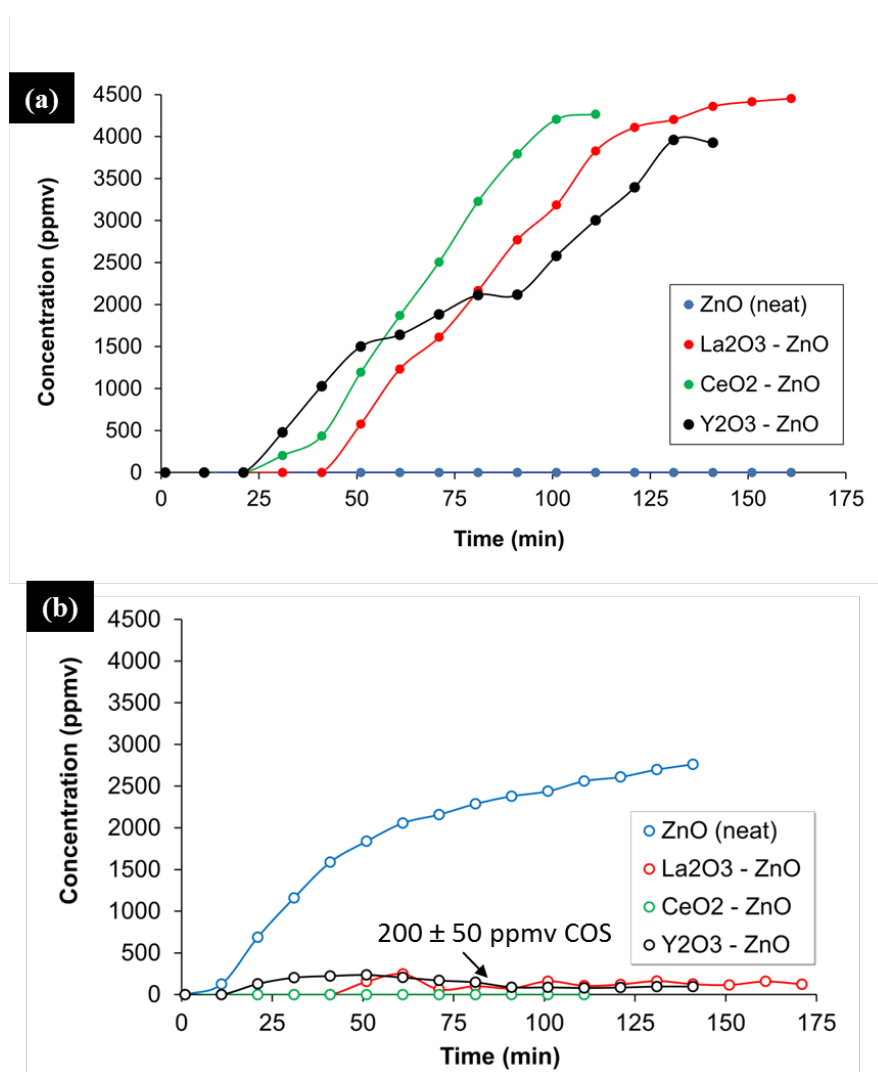 (a)
4500
4000
3500
3000
2500
2000
1500
1000
500
0
Concentration (ppmv)
ZnO (neat)
La2O3 - ZnO
CeO2 - ZnO
Y2O3 - ZnO
0 25 50 75 100 125 150 175
Time (min)
(b)
4500
4000
3500
3000
2500
2000
1500
1000
500
0
Concentration (ppmv)
ZnO (neat)
La2O3 - ZnO
CeO2 - ZnO
Y2O3 - ZnO
200 ± 50 ppmv COS
0 25 50 75 100 125 150 175
Time (min)